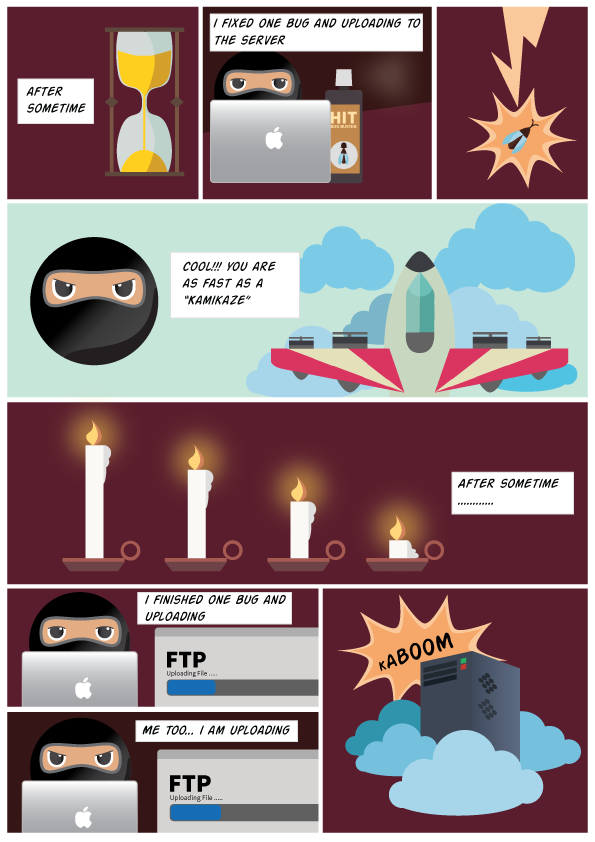 AFTER
SOMETIME
I FIXED ONE BUG AND UPLOADING TO
THE SERVER
HIT
COOL!!! YOU ARE
AS FAST AS A
"KAMIKAZE"
AFTER SOMETIME
............
I FINISHED ONE BUG AND
UPLOADING
FTP
Uploading File .....
KABOOM
ME TOO... I AM UPLOADING
FTP
Uploading File .....